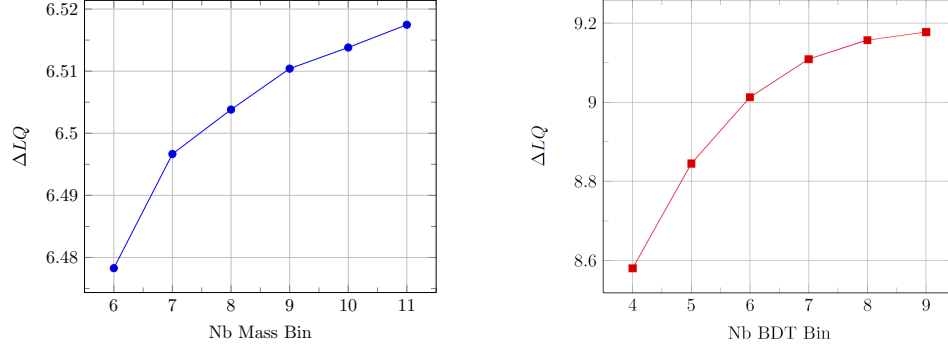 6.52
6.51
6.5
6.49
6.48
ΔLQ
6 7 8 9 10 11
Nb Mass Bin
9.2
9
8.8
8.6
ΔLQ
4 5 6 7 8 9
Nb BDT Bin